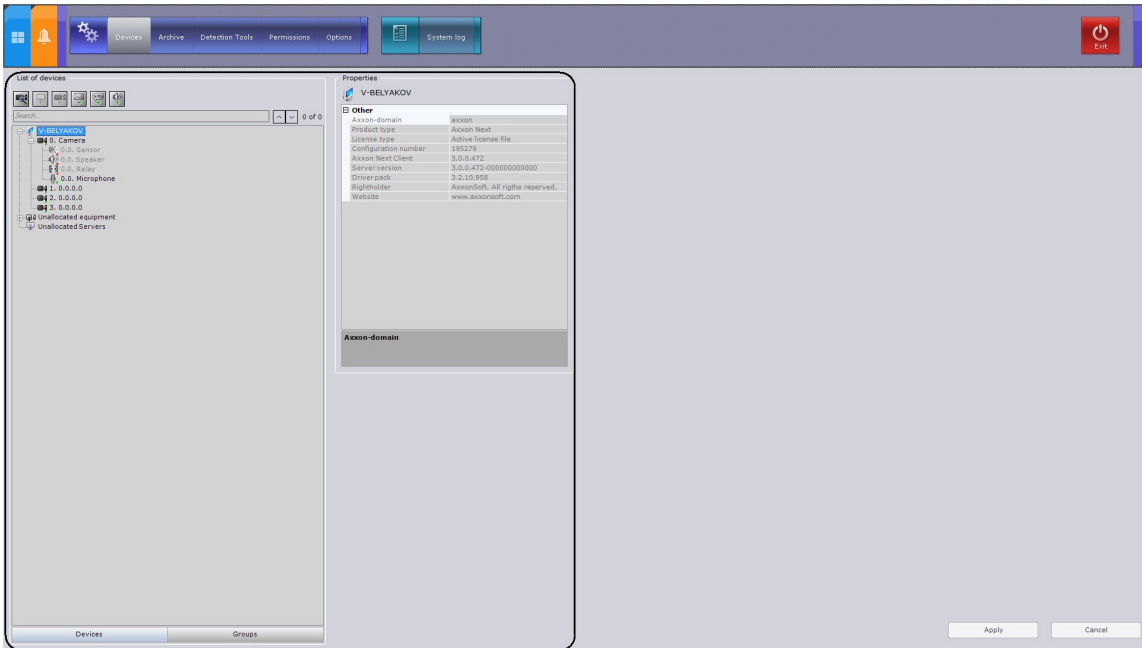 Devices Archive Detection Tools Permissions Options System log Exit
List of devices
Search... 0 of 0
V-BELYAKOV
0. Camera
0.0. Sensor
0.0. Speaker
0.0. Relay
0.0. Microphone
1. 0.0.0.0
2. 0.0.0.0
3. 0.0.0.0
Unallocated equipment
Unallocated Servers
Devices Groups
Properties
V-BELYAKOV
Other
Axxon-domain axxon
Product type Axxon Next
License type Active license file
Configuration number 195279
Axxon Next Client 3.0.0.472
Server version 3.0.0.472-000000000000
Driver pack 3.2.10.958
Rightholder AxxonSoft. All rigths reserved.
Website www.axxonsoft.com
Axxon-domain
Apply Cancel